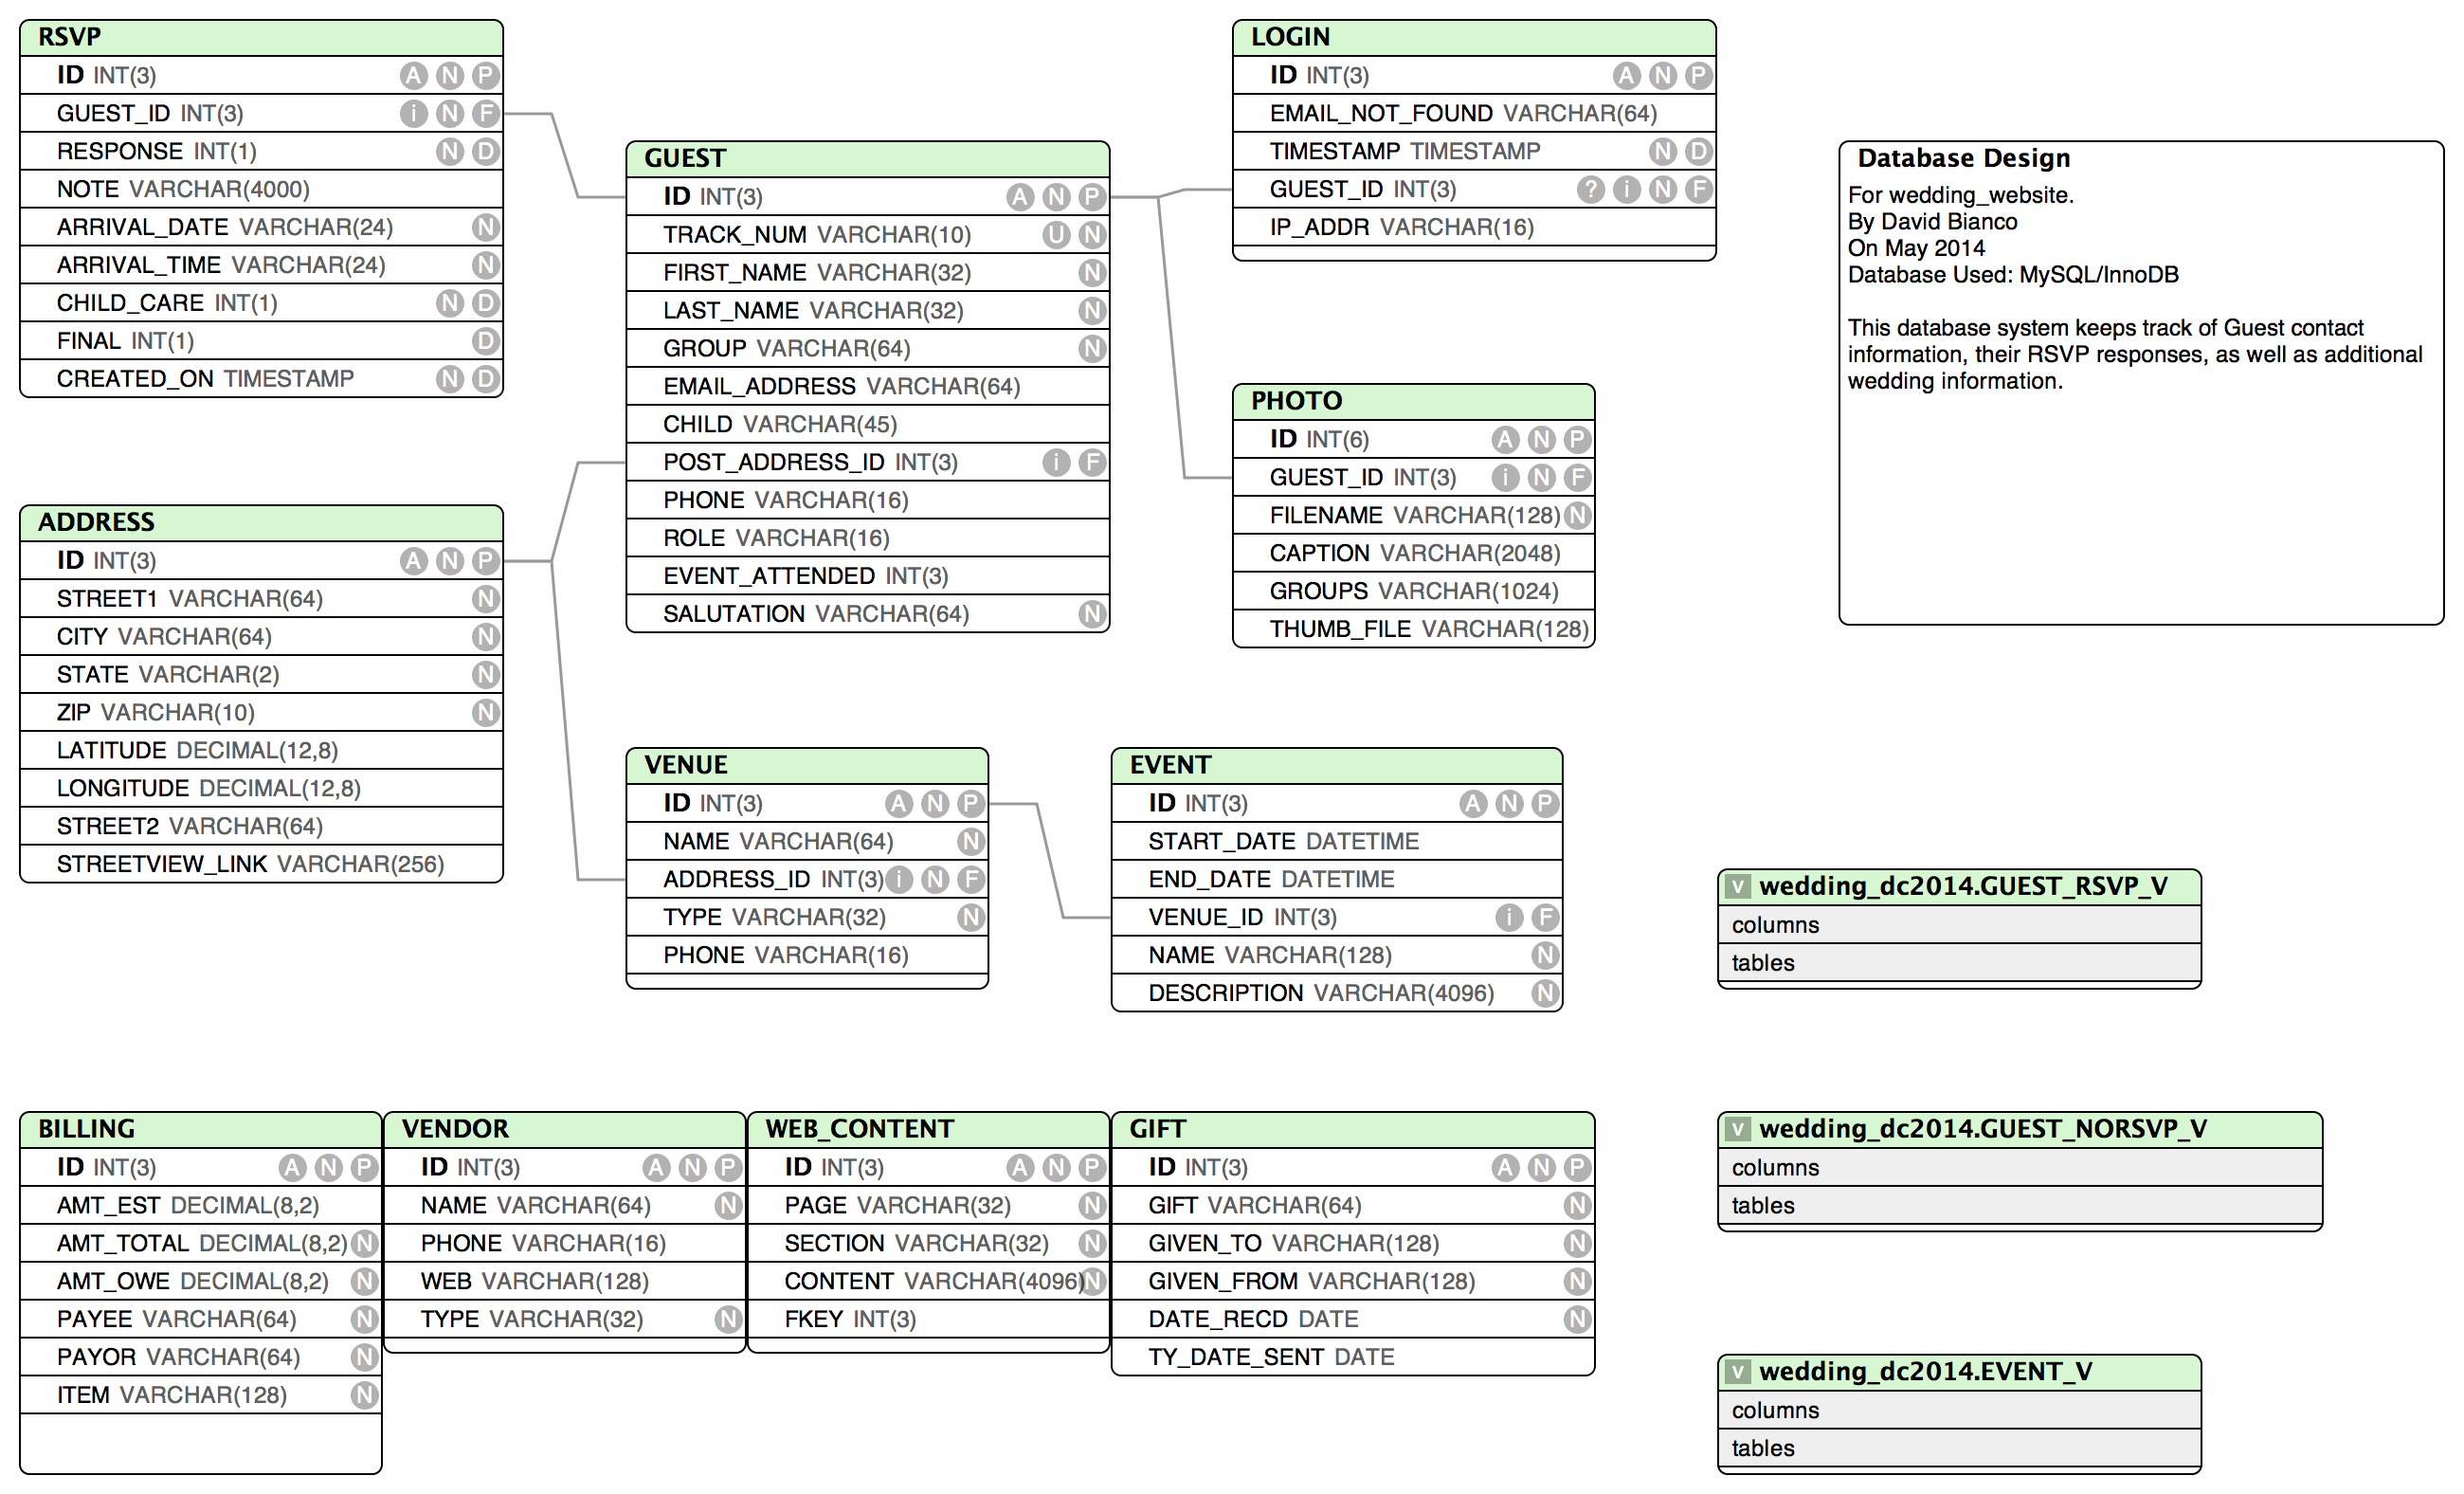 RSVP
ID INT(3) A N P
GUEST_ID INT(3) i N F
RESPONSE INT(1) N D
NOTE VARCHAR(4000)
ARRIVAL_DATE VARCHAR(24) N
ARRIVAL_TIME VARCHAR(24) N
CHILD_CARE INT(1) N D
FINAL INT(1) D
CREATED_ON TIMESTAMP N D
ADDRESS
ID INT(3) A N P
STREET1 VARCHAR(64) N
CITY VARCHAR(64) N
STATE VARCHAR(2) N
ZIP VARCHAR(10) N
LATITUDE DECIMAL(12,8)
LONGITUDE DECIMAL(12,8)
STREET2 VARCHAR(64)
STREETVIEW_LINK VARCHAR(256)
GUEST
ID INT(3) A N P
TRACK_NUM VARCHAR(10) U N
FIRST_NAME VARCHAR(32) N
LAST_NAME VARCHAR(32) N
GROUP VARCHAR(64) N
EMAIL_ADDRESS VARCHAR(64)
CHILD VARCHAR(45)
POST_ADDRESS_ID INT(3) i F
PHONE VARCHAR(16)
ROLE VARCHAR(16)
EVENT_ATTENDED INT(3)
SALUTATION VARCHAR(64) N
LOGIN
ID INT(3) A N P
EMAIL_NOT_FOUND VARCHAR(64)
TIMESTAMP TIMESTAMP N D
GUEST_ID INT(3) ? i N F
IP_ADDR VARCHAR(16)
PHOTO
ID INT(6) A N P
GUEST_ID INT(3) i N F
FILENAME VARCHAR(128) N
CAPTION VARCHAR(2048)
GROUPS VARCHAR(1024)
THUMB_FILE VARCHAR(128)
Database Design
For wedding_website.
By David Bianco
On May 2014
Database Used: MySQL/InnoDB
This database system keeps track of Guest contact
information, their RSVP responses, as well as additional
wedding information.
VENUE
ID INT(3) A N P
NAME VARCHAR(64) N
ADDRESS_ID INT(3) i N F
TYPE VARCHAR(32) N
PHONE VARCHAR(16)
EVENT
ID INT(3) A N P
START_DATE DATETIME
END_DATE DATETIME
VENUE_ID INT(3) i F
NAME VARCHAR(128) N
DESCRIPTION VARCHAR(4096) N
V wedding_dc2014.GUEST_RSVP_V
columns
tables
BILLING
ID INT(3) A N P
AMT_EST DECIMAL(8,2)
AMT_TOTAL DECIMAL(8,2) N
AMT_OWE DECIMAL(8,2) N
PAYEE VARCHAR(64) N
PAYOR VARCHAR(64) N
ITEM VARCHAR(128) N
VENDOR
ID INT(3) A N P
NAME VARCHAR(64) N
PHONE VARCHAR(16)
WEB VARCHAR(128)
TYPE VARCHAR(32) N
WEB_CONTENT
ID INT(3) A N P
PAGE VARCHAR(32) N
SECTION VARCHAR(32) N
CONTENT VARCHAR(4096) N
FKEY INT(3)
GIFT
ID INT(3) A N P
GIFT VARCHAR(64) N
GIVEN_TO VARCHAR(128) N
GIVEN_FROM VARCHAR(128) N
DATE_RECD DATE N
TY_DATE_SENT DATE
V wedding_dc2014.GUEST_NORSVP_V
columns
tables
V wedding_dc2014.EVENT_V
columns
tables